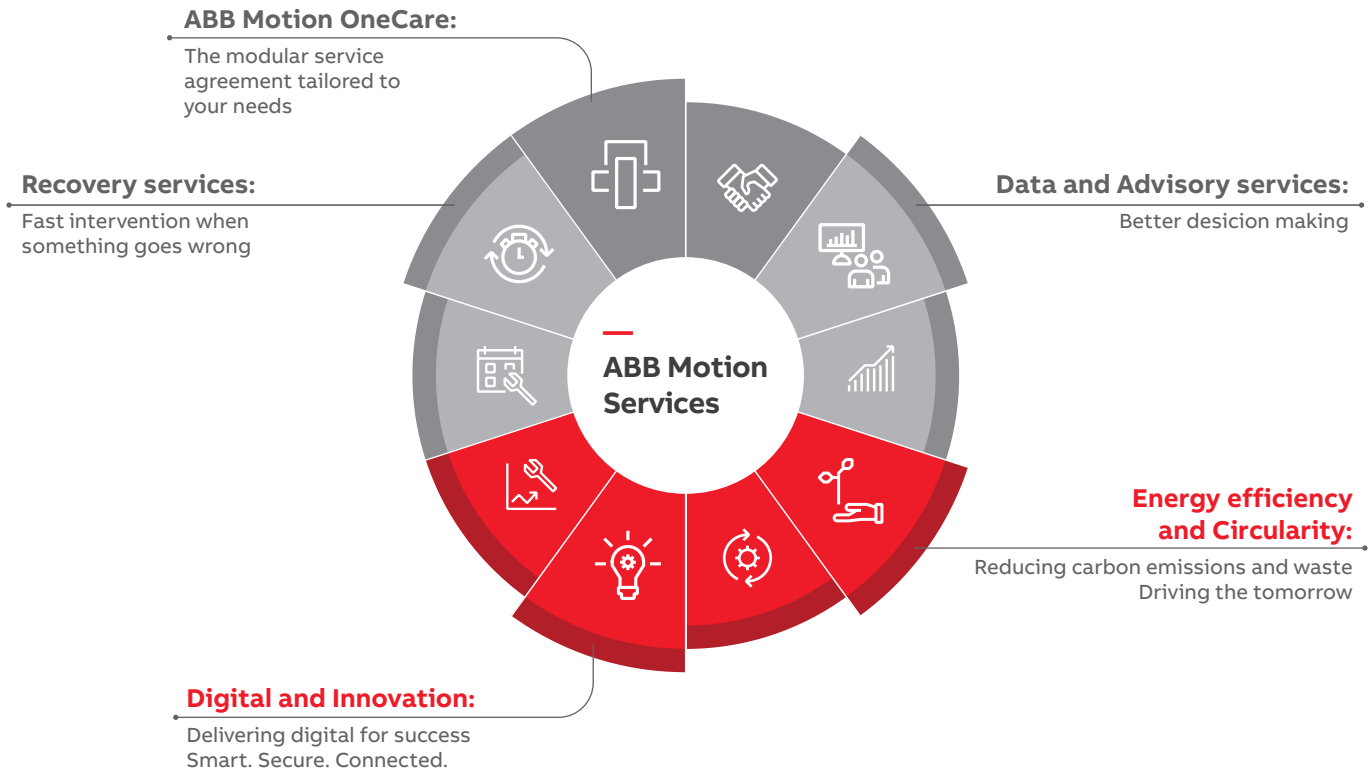 ABB Motion OneCare:
The modular service
agreement tailored to
your needs
Recovery services:
Fast intervention when
something goes wrong
Data and Advisory services:
Better desicion making
ABB Motion
Services
Energy efficiency
and Circularity:
Reducing carbon emissions and waste
Driving the tomorrow
Digital and Innovation:
Delivering digital for success
Smart. Secure. Connected.